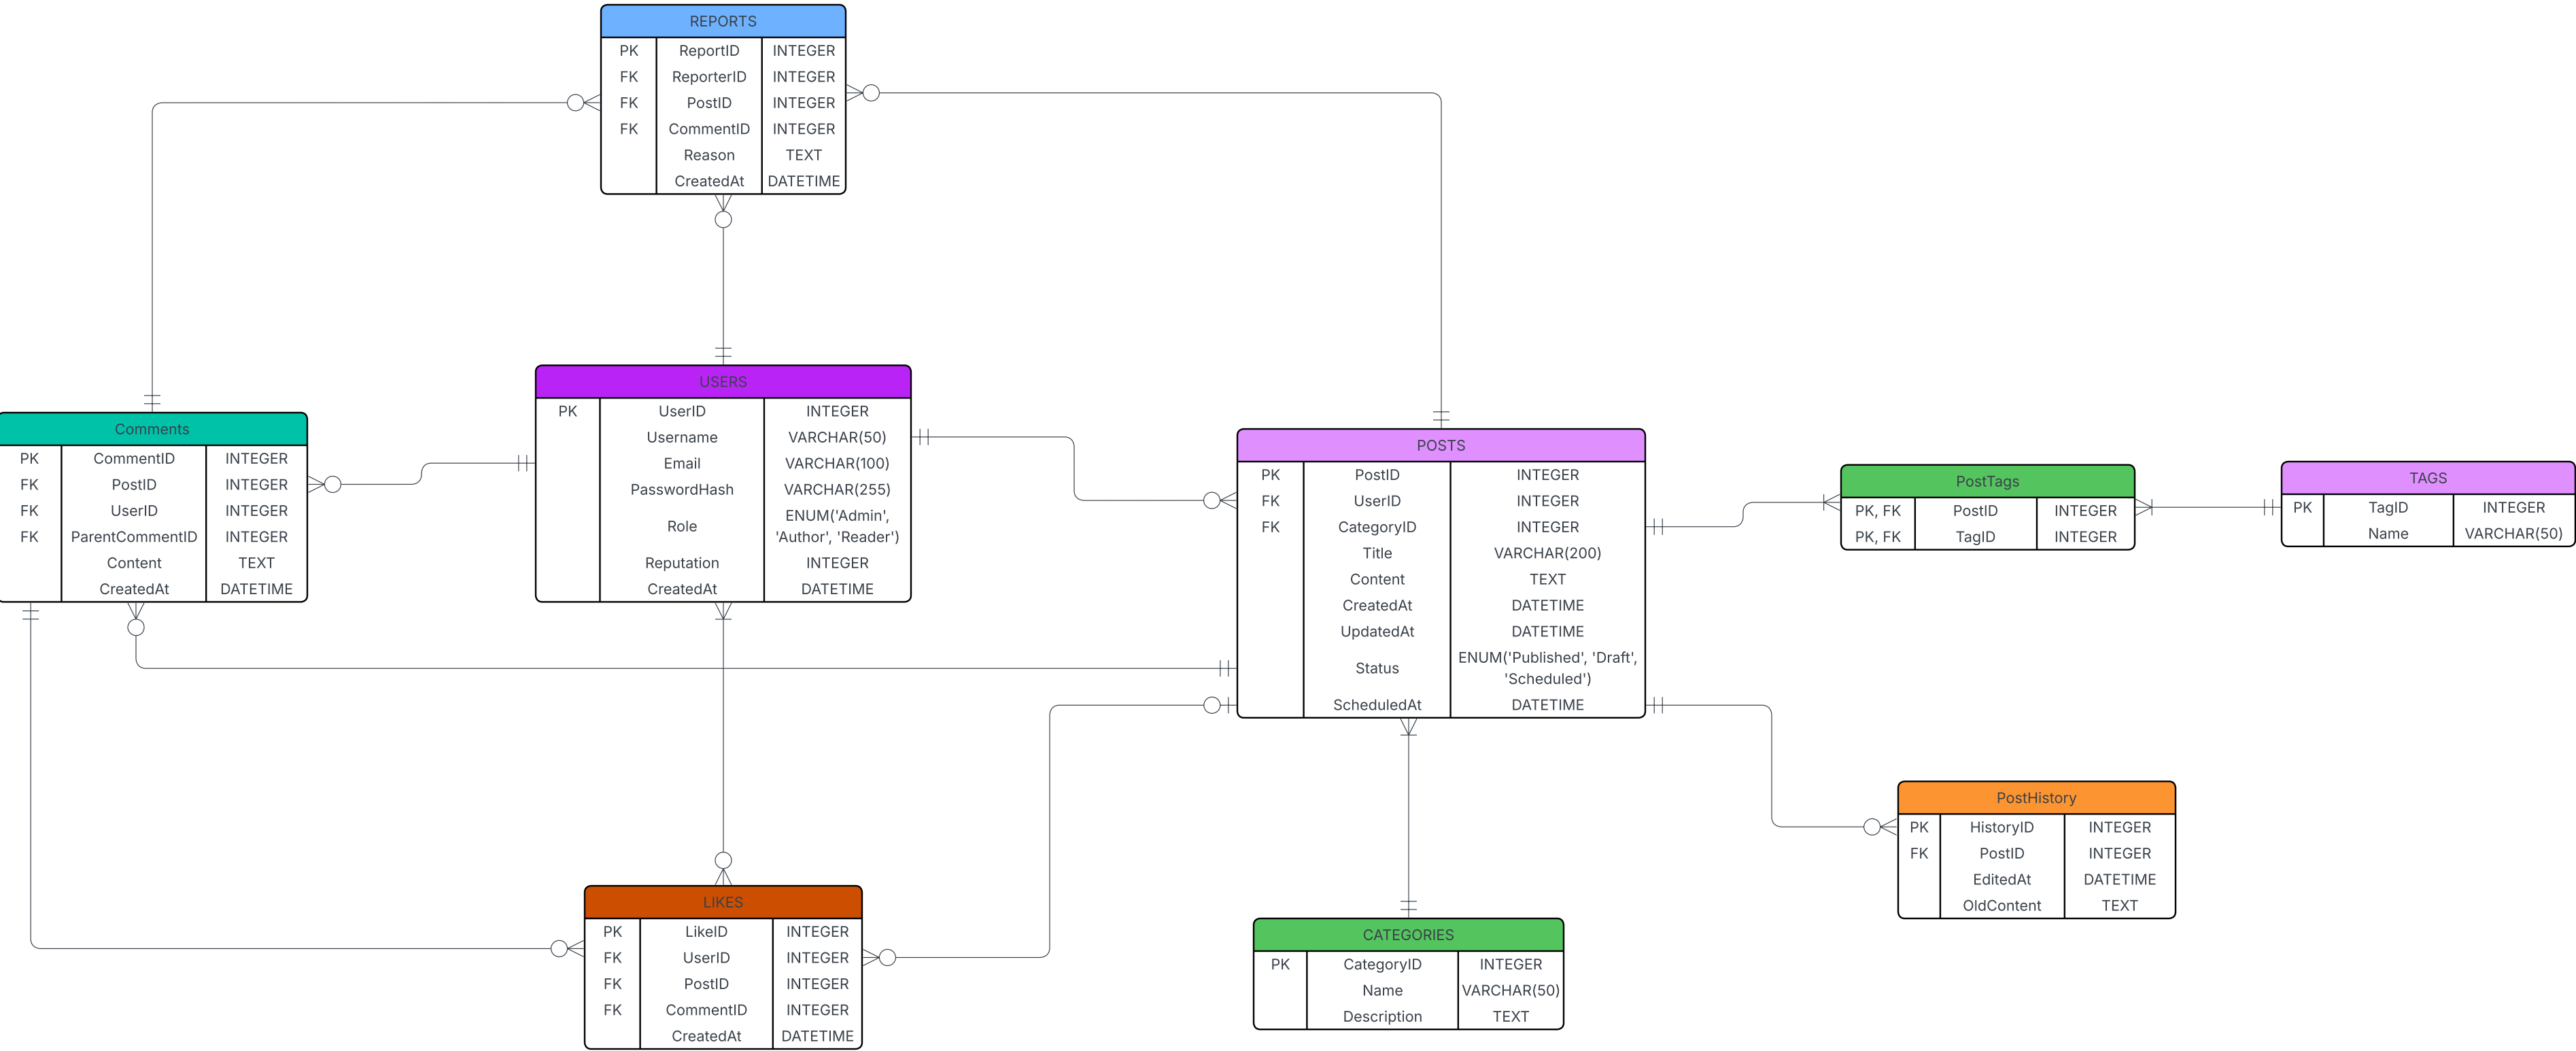 REPORTS
PK ReportID INTEGER
FK ReporterID INTEGER
FK PostID INTEGER
FK CommentID INTEGER
Reason TEXT
CreatedAt DATETIME
Comments
PK CommentID INTEGER
FK PostID INTEGER
FK UserID INTEGER
FK ParentCommentID INTEGER
Content TEXT
CreatedAt DATETIME
USERS
PK UserID INTEGER
Username VARCHAR(50)
Email VARCHAR(100)
PasswordHash VARCHAR(255)
Role ENUM('Admin',
'Author', 'Reader')
Reputation INTEGER
CreatedAt DATETIME
POSTS
PK PostID INTEGER
FK UserID INTEGER
FK CategoryID INTEGER
Title VARCHAR(200)
Content TEXT
CreatedAt DATETIME
UpdatedAt DATETIME
Status ENUM('Published', 'Draft',
'Scheduled')
ScheduledAt DATETIME
PostTags
PK, FK PostID INTEGER
PK, FK TagID INTEGER
TAGS
PK TagID INTEGER
Name VARCHAR(50)
PostHistory
PK HistoryID INTEGER
FK PostID INTEGER
EditedAt DATETIME
OldContent TEXT
LIKES
PK LikeID INTEGER
FK UserID INTEGER
FK PostID INTEGER
FK CommentID INTEGER
CreatedAt DATETIME
CATEGORIES
PK CategoryID INTEGER
Name VARCHAR(50)
Description TEXT